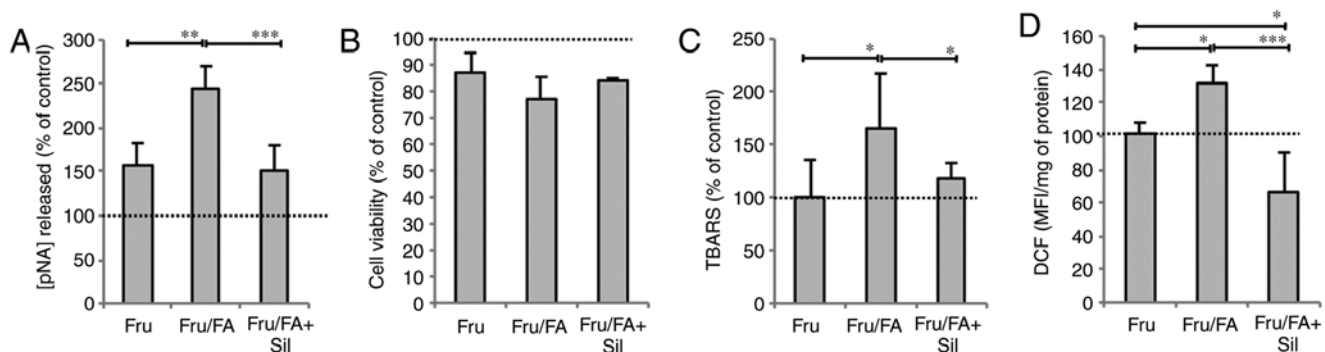 A
[pNA] released (% of control)
300
250
200
150
100
50
0
** ***
Fru Fru/FA Fru/FA+
Sil
B
Cell viability (% of control)
100
90
80
70
60
50
40
30
20
10
0
Fru Fru/FA Fru/FA+
Sil
C
TBARS (% of control)
250
200
150
100
50
0
* *
Fru Fru/FA Fru/FA+
Sil
D
DCF (MFI/mg of protein)
160
140
120
100
80
60
40
20
0
*
* ***
Fru Fru/FA Fru/FA+
Sil